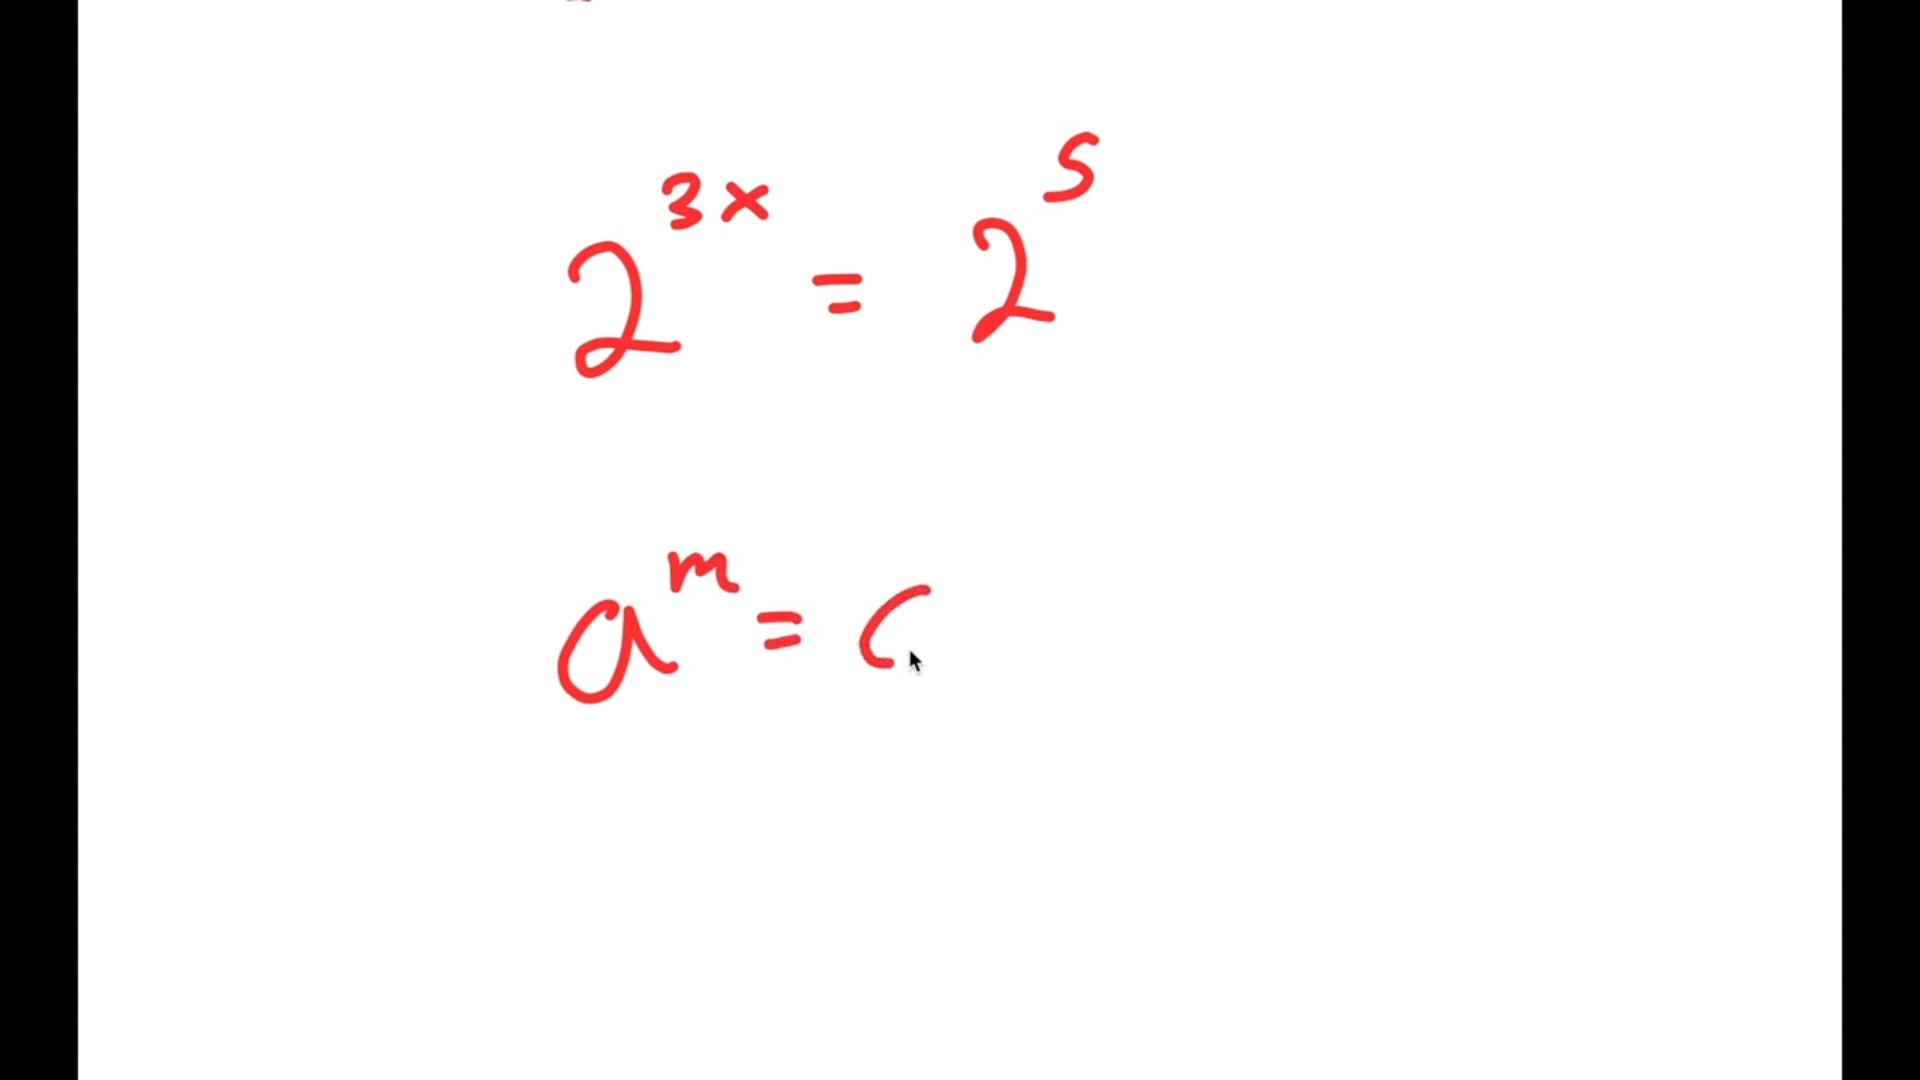 2^{3x} = 2^5
a^m =